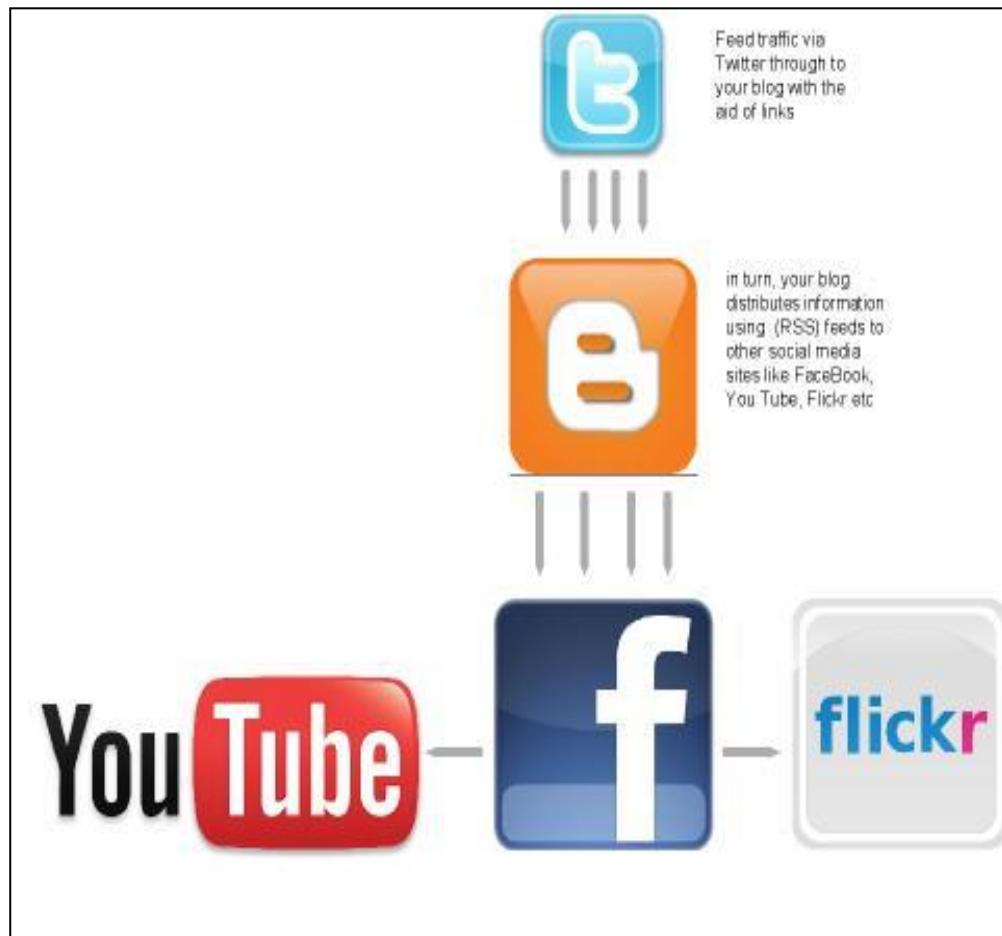 Feed traffic via
Twitter through to
your blog with the
aid of links
in turn, your blog
distributes information
using (RSS) feeds to
other social media
sites like FaceBook,
You Tube, Flickr etc
You Tube
f
flickr